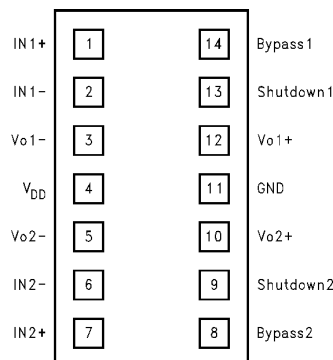 IN1+ 1 14 Bypass1
IN1- 2 13 Shutdown1
Vo1- 3 12 Vo1+
VDD 4 11 GND
Vo2- 5 10 Vo2+
IN2- 6 9 Shutdown2
IN2+ 7 8 Bypass2